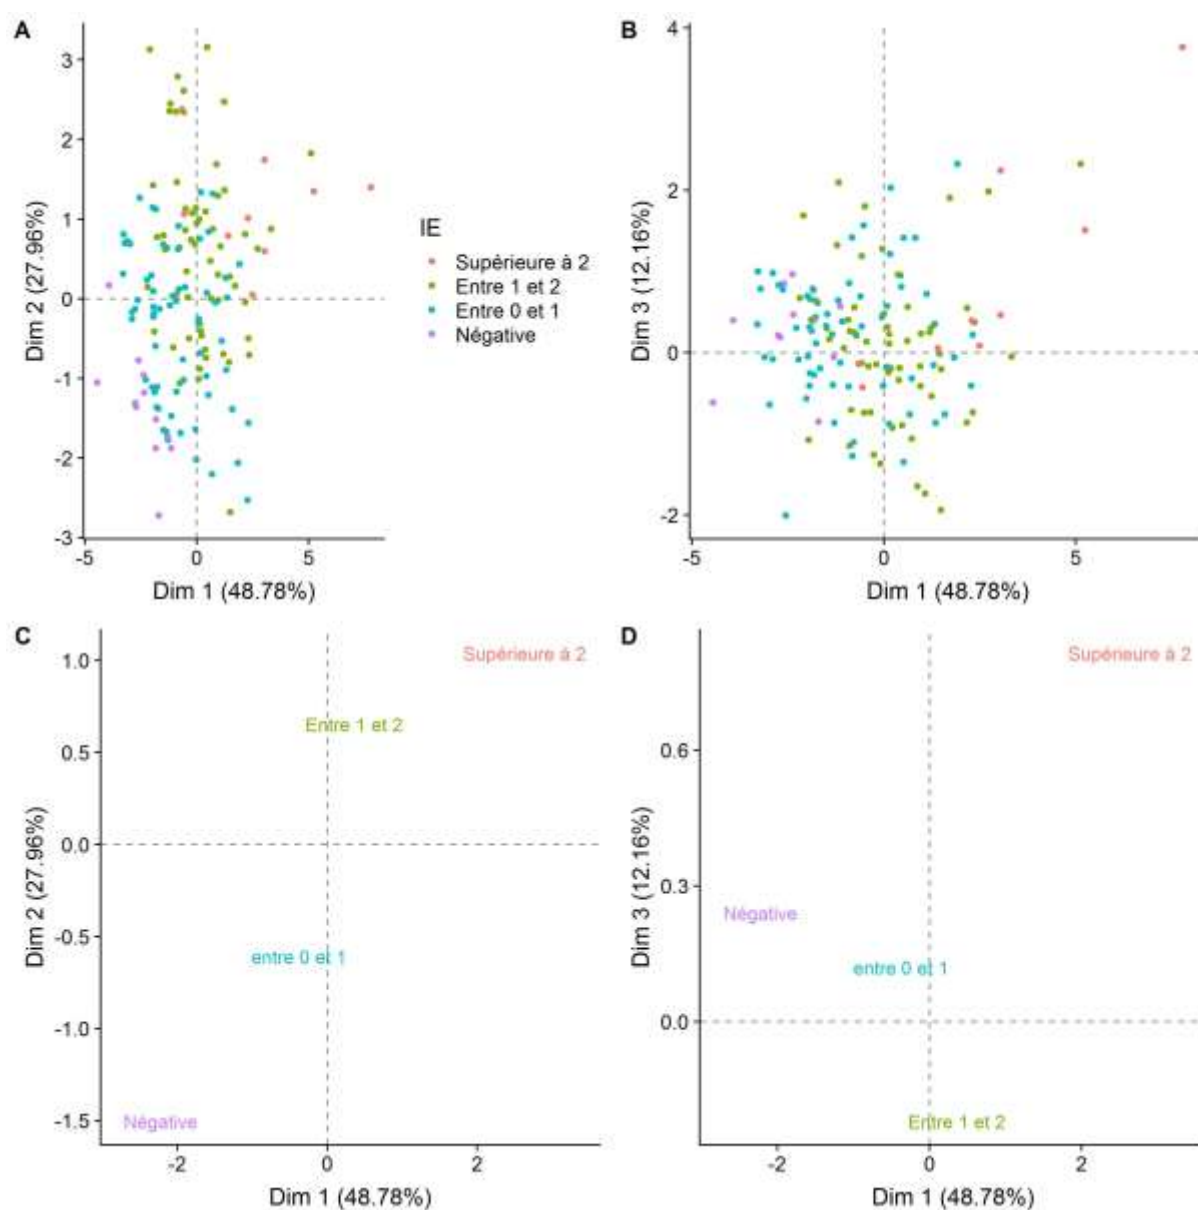 A
3
2
1
0
-1
-2
-3
-5
0
5
Dim 2 (27.96%)
Dim 1 (48.78%)
IE
Supérieure à 2
Entre 1 et 2
Entre 0 et 1
Négative
B
4
2
0
-2
-5
0
5
Dim 3 (12.16%)
Dim 1 (48.78%)
C
1.0
0.5
0.0
-0.5
-1.0
-1.5
-2
0
2
Dim 2 (27.96%)
Dim 1 (48.78%)
Supérieure à 2
Entre 1 et 2
entre 0 et 1
Négative
D
0.6
0.3
0.0
-2
0
2
Dim 3 (12.16%)
Dim 1 (48.78%)
Supérieure à 2
Négative
entre 0 et 1
Entre 1 et 2